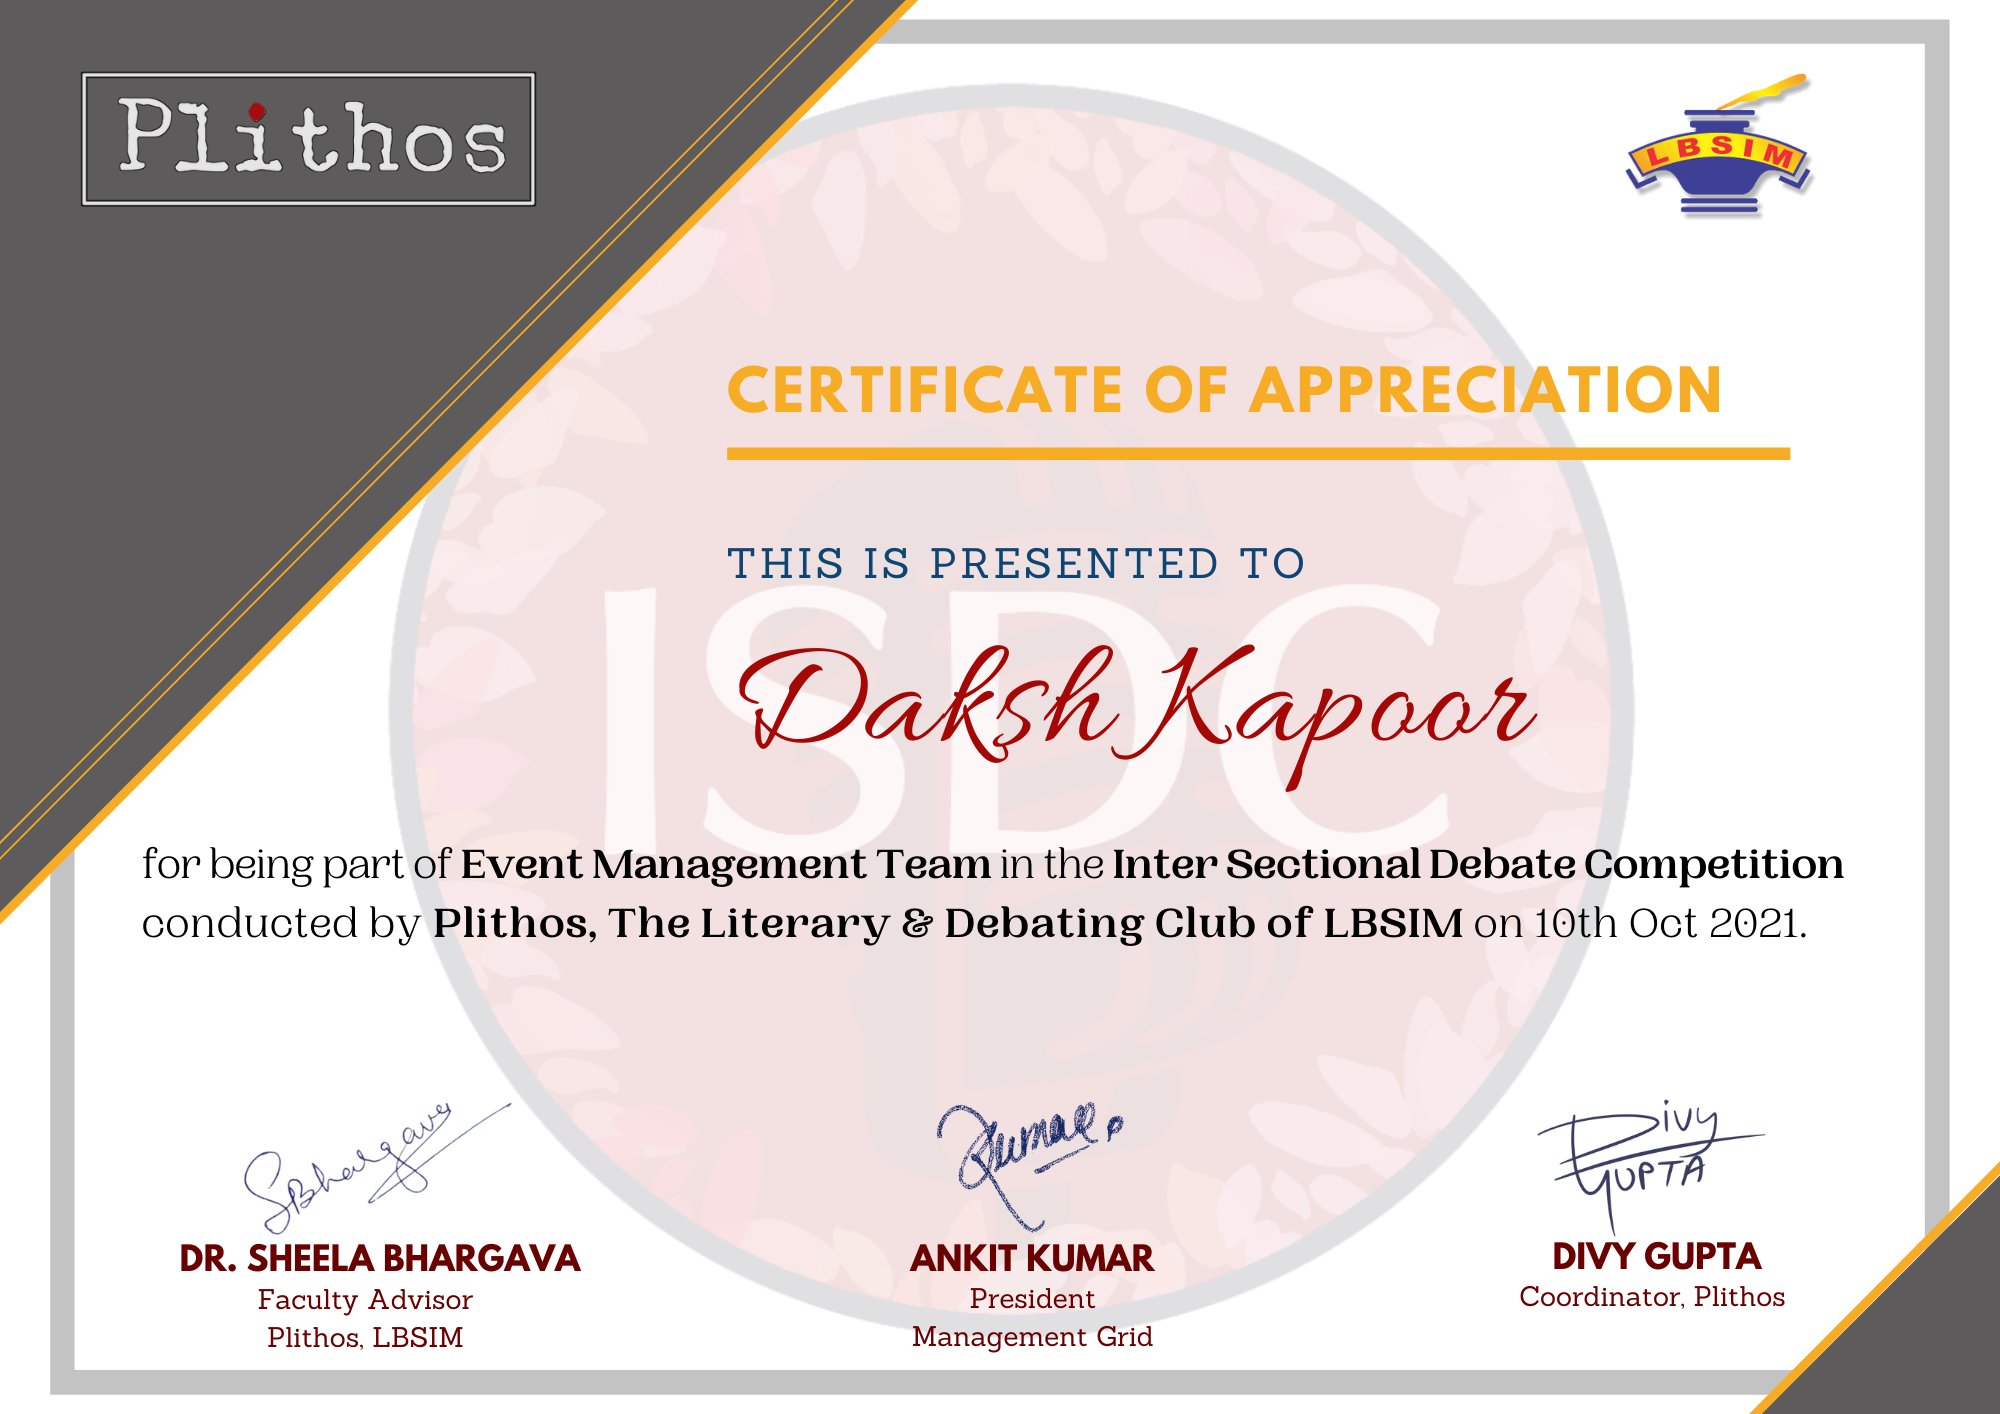 Plithos
LBSIM
CERTIFICATE OF APPRECIATION
THIS IS PRESENTED TO
ISDC
Daksh Kapoor
for being part of Event Management Team in the Inter Sectional Debate Competition
conducted by Plithos, The Literary & Debating Club of LBSIM on 10th Oct 2021.
SBhargava
Kumar
Divy
GUPTA
DR. SHEELA BHARGAVA
Faculty Advisor
Plithos, LBSIM
ANKIT KUMAR
President
Management Grid
DIVY GUPTA
Coordinator, Plithos